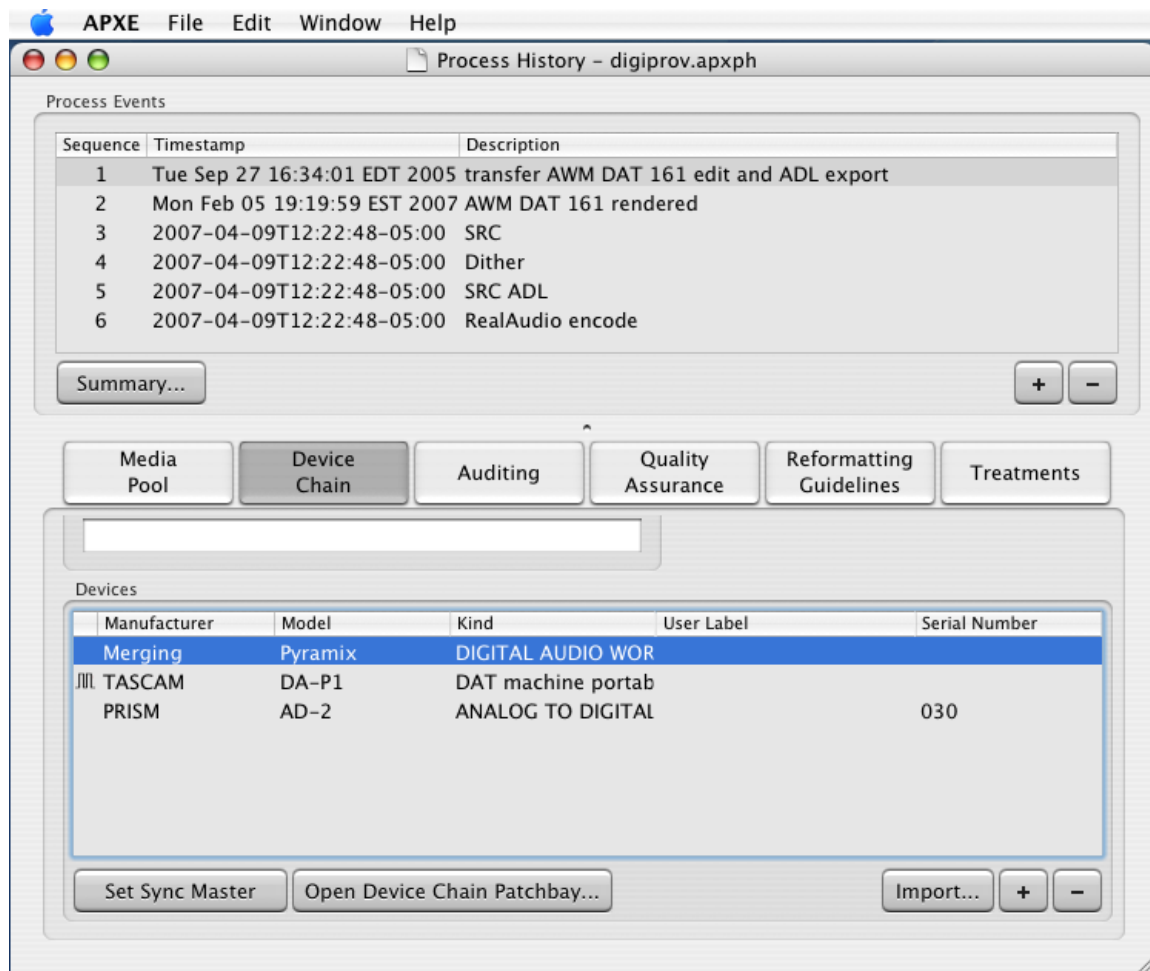 APXE File Edit Window Help
Process History – digiprov.apxph
Process Events
Sequence Timestamp Description
1 Tue Sep 27 16:34:01 EDT 2005 transfer AWM DAT 161 edit and ADL export
2 Mon Feb 05 19:19:59 EST 2007 AWM DAT 161 rendered
3 2007-04-09T12:22:48-05:00 SRC
4 2007-04-09T12:22:48-05:00 Dither
5 2007-04-09T12:22:48-05:00 SRC ADL
6 2007-04-09T12:22:48-05:00 RealAudio encode
Summary... + –
Media Pool Device Chain Auditing Quality Assurance Reformatting Guidelines Treatments
Devices
Manufacturer Model Kind User Label Serial Number
Merging Pyramix DIGITAL AUDIO WOR
TASCAM DA-P1 DAT machine portab
PRISM AD-2 ANALOG TO DIGITAL 030
Set Sync Master Open Device Chain Patchbay... Import... + –